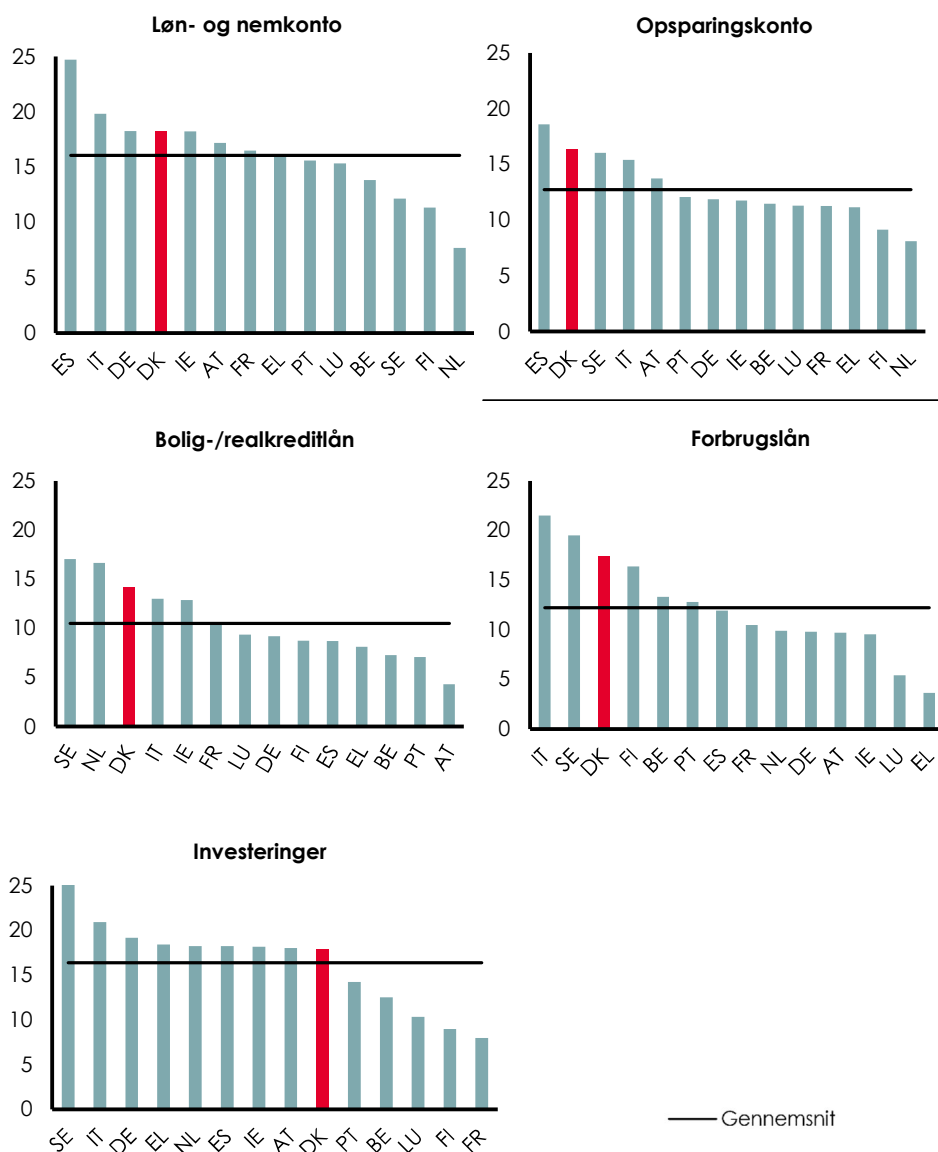 Løn- og nemkonto
25
20
15
10
5
0
ES IT DE DK IE AT FR EL PT LU BE SE FI NL
Opsparingskonto
25
20
15
10
5
0
ES DK SE IT AT PT DE IE BE LU FR EL FI NL
Bolig-/realkreditlån
25
20
15
10
5
0
SE NL DK IT IE FR LU DE FI ES EL BE PT AT
Forbrugslån
25
20
15
10
5
0
IT SE DK FI BE PT ES FR NL DE AT IE LU EL
Investeringer
25
20
15
10
5
0
SE IT DE EL NL ES IE AT DK PT BE LU FI FR
Gennemsnit